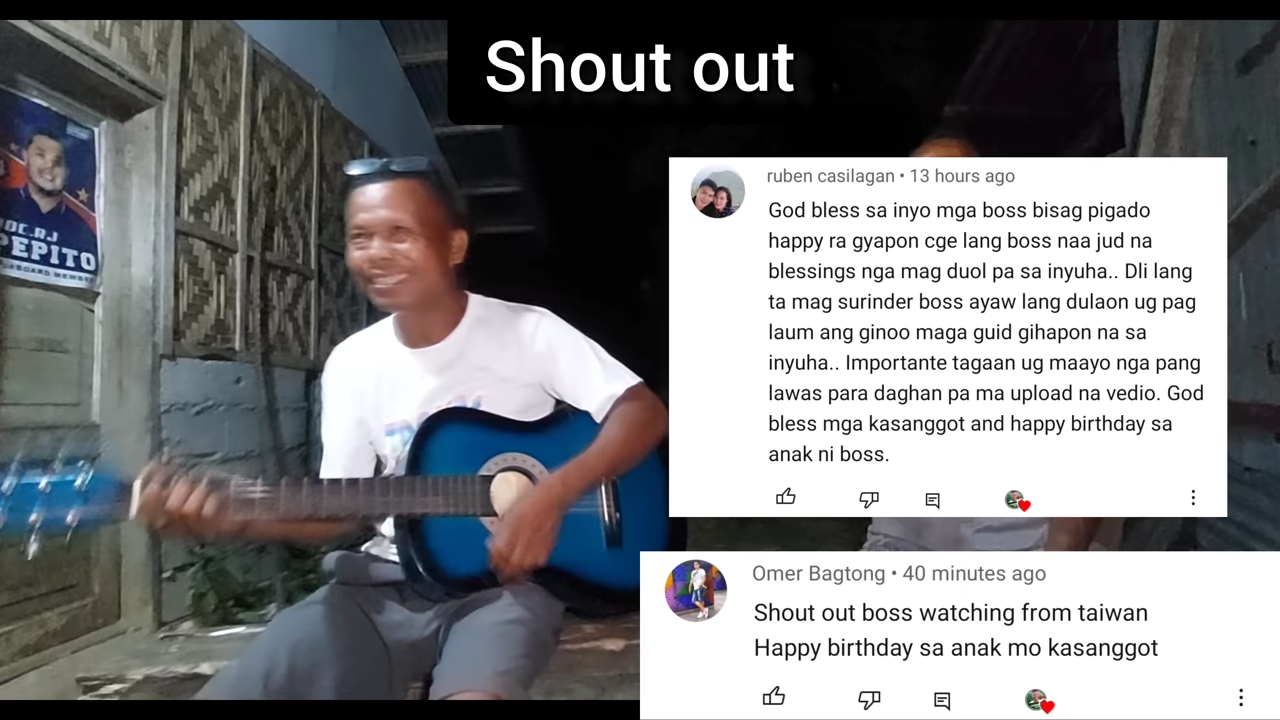 Shout out
DOC.RJ
PEPITO
ruben casilagan • 13 hours ago
God bless sa inyo mga boss bisag pigado
happy ra gyapon cge lang boss naa jud na
blessings nga mag duol pa sa inyuha.. Dli lang
ta mag surinder boss ayaw lang dulaon ug pag
laum ang ginoo maga guid gihapon na sa
inyuha.. Importante tagaan ug maayo nga pang
lawas para daghan pa ma upload na vedio. God
bless mga kasanggot and happy birthday sa
anak ni boss.
Omer Bagtong • 40 minutes ago
Shout out boss watching from taiwan
Happy birthday sa anak mo kasanggot